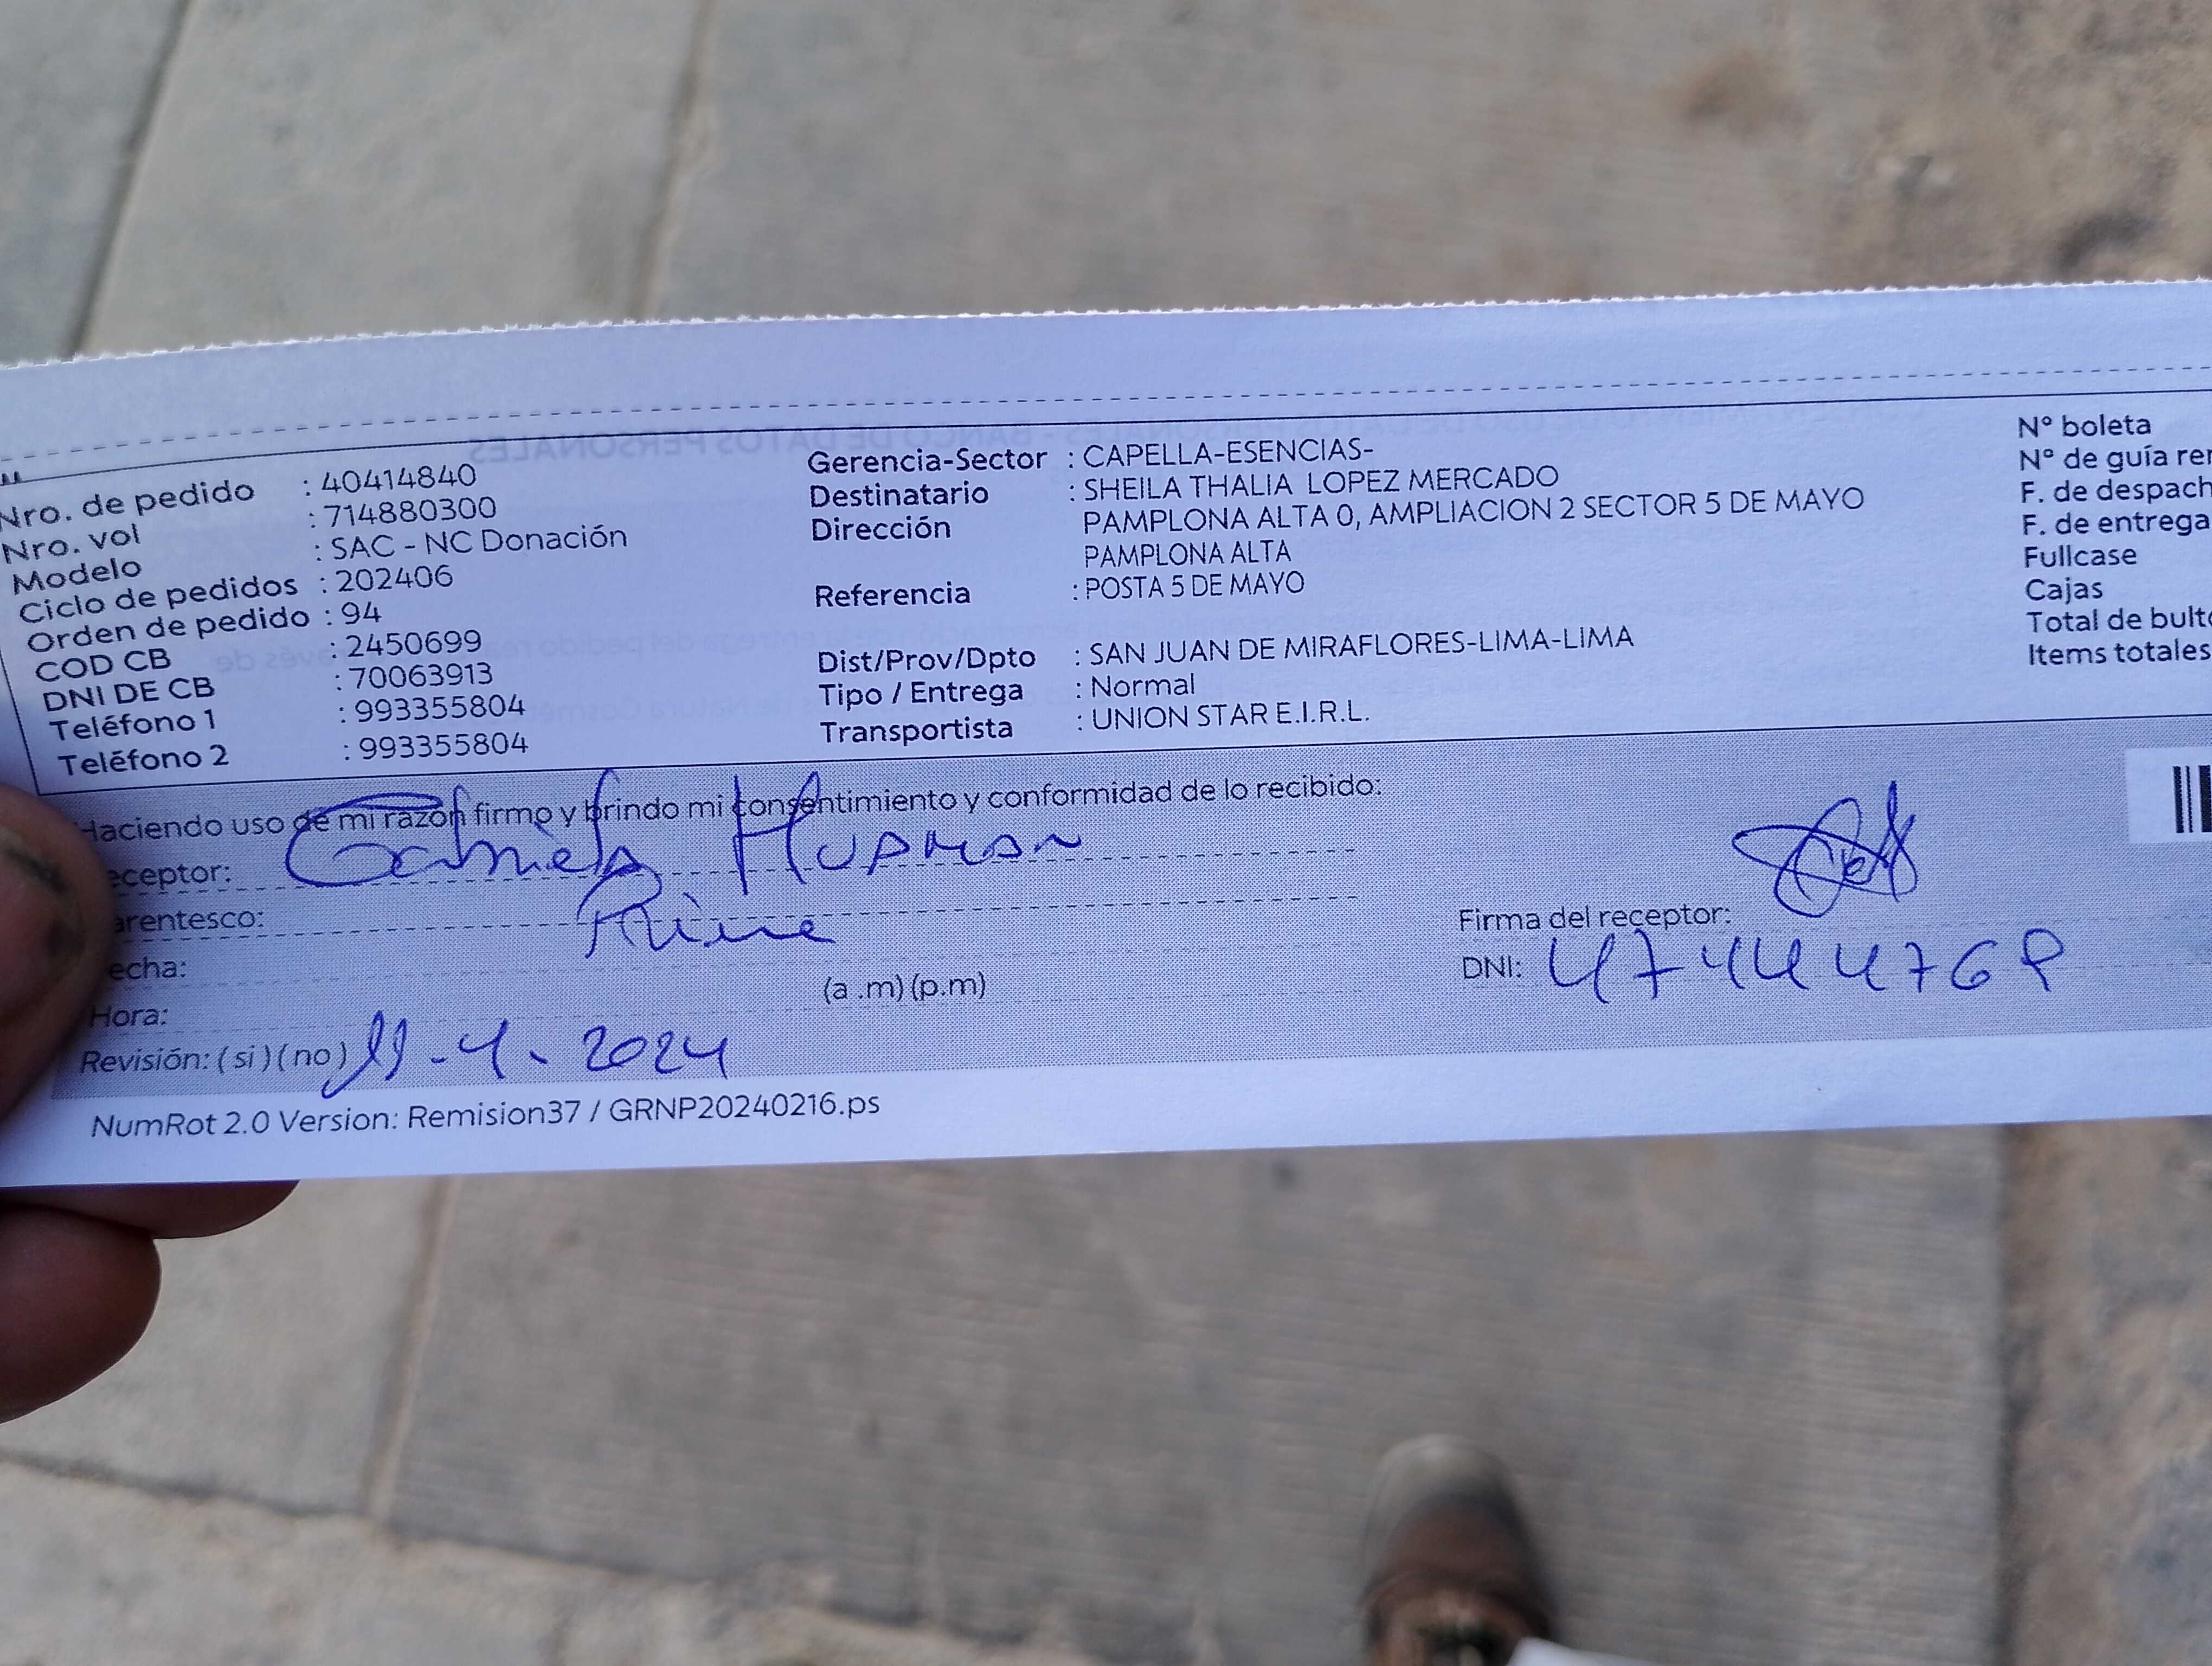 Nro. de pedido : 40414840
Nro. vol : 714880300
Modelo : SAC - NC Donación
Ciclo de pedidos : 202406
Orden de pedido : 94
COD CB : 2450699
DNI DE CB : 70063913
Teléfono 1 : 993355804
Teléfono 2 : 993355804
Gerencia-Sector : CAPELLA-ESENCIAS-
Destinatario : SHEILA THALIA LOPEZ MERCADO
Dirección PAMPLONA ALTA 0, AMPLIACION 2 SECTOR 5 DE MAYO
PAMPLONA ALTA
Referencia : POSTA 5 DE MAYO
Dist/Prov/Dpto : SAN JUAN DE MIRAFLORES-LIMA-LIMA
Tipo / Entrega : Normal
Transportista : UNION STAR E.I.R.L.
N° boleta
N° de guía rer
F. de despach
F. de entrega
Fullcase
Cajas
Total de bulto
Items totales
Haciendo uso de mi razón firmo y brindo mi consentimiento y conformidad de lo recibido:
eceptor: Gabriela Huaman
arentesco: Prima
echa:
Hora: (a .m) (p.m)
Revisión: ( si ) ( no ) 11-4-2024
Firma del receptor:
DNI: 4744476P
NumRot 2.0 Version: Remision37 / GRNP20240216.ps